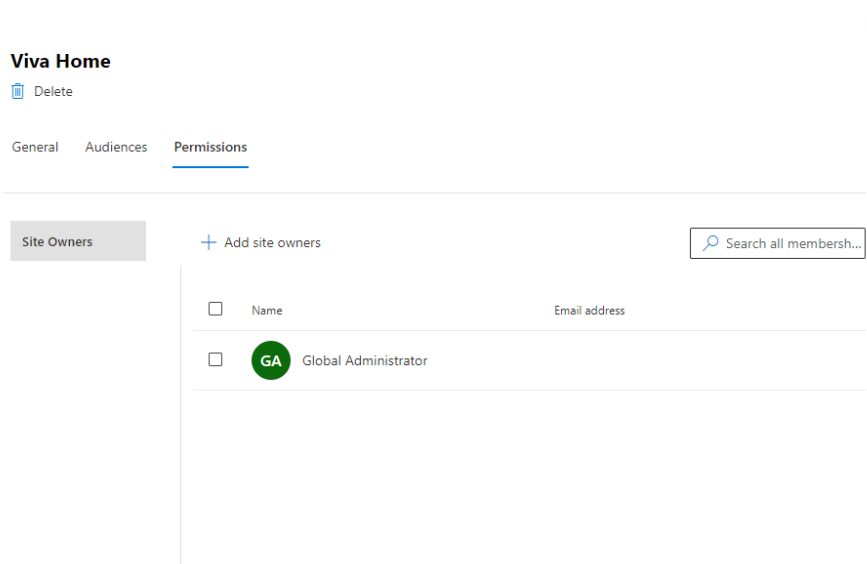 Viva Home
Delete
General Audiences Permissions
Site Owners
Add site owners
Search all membersh...
Name Email address
GA Global Administrator